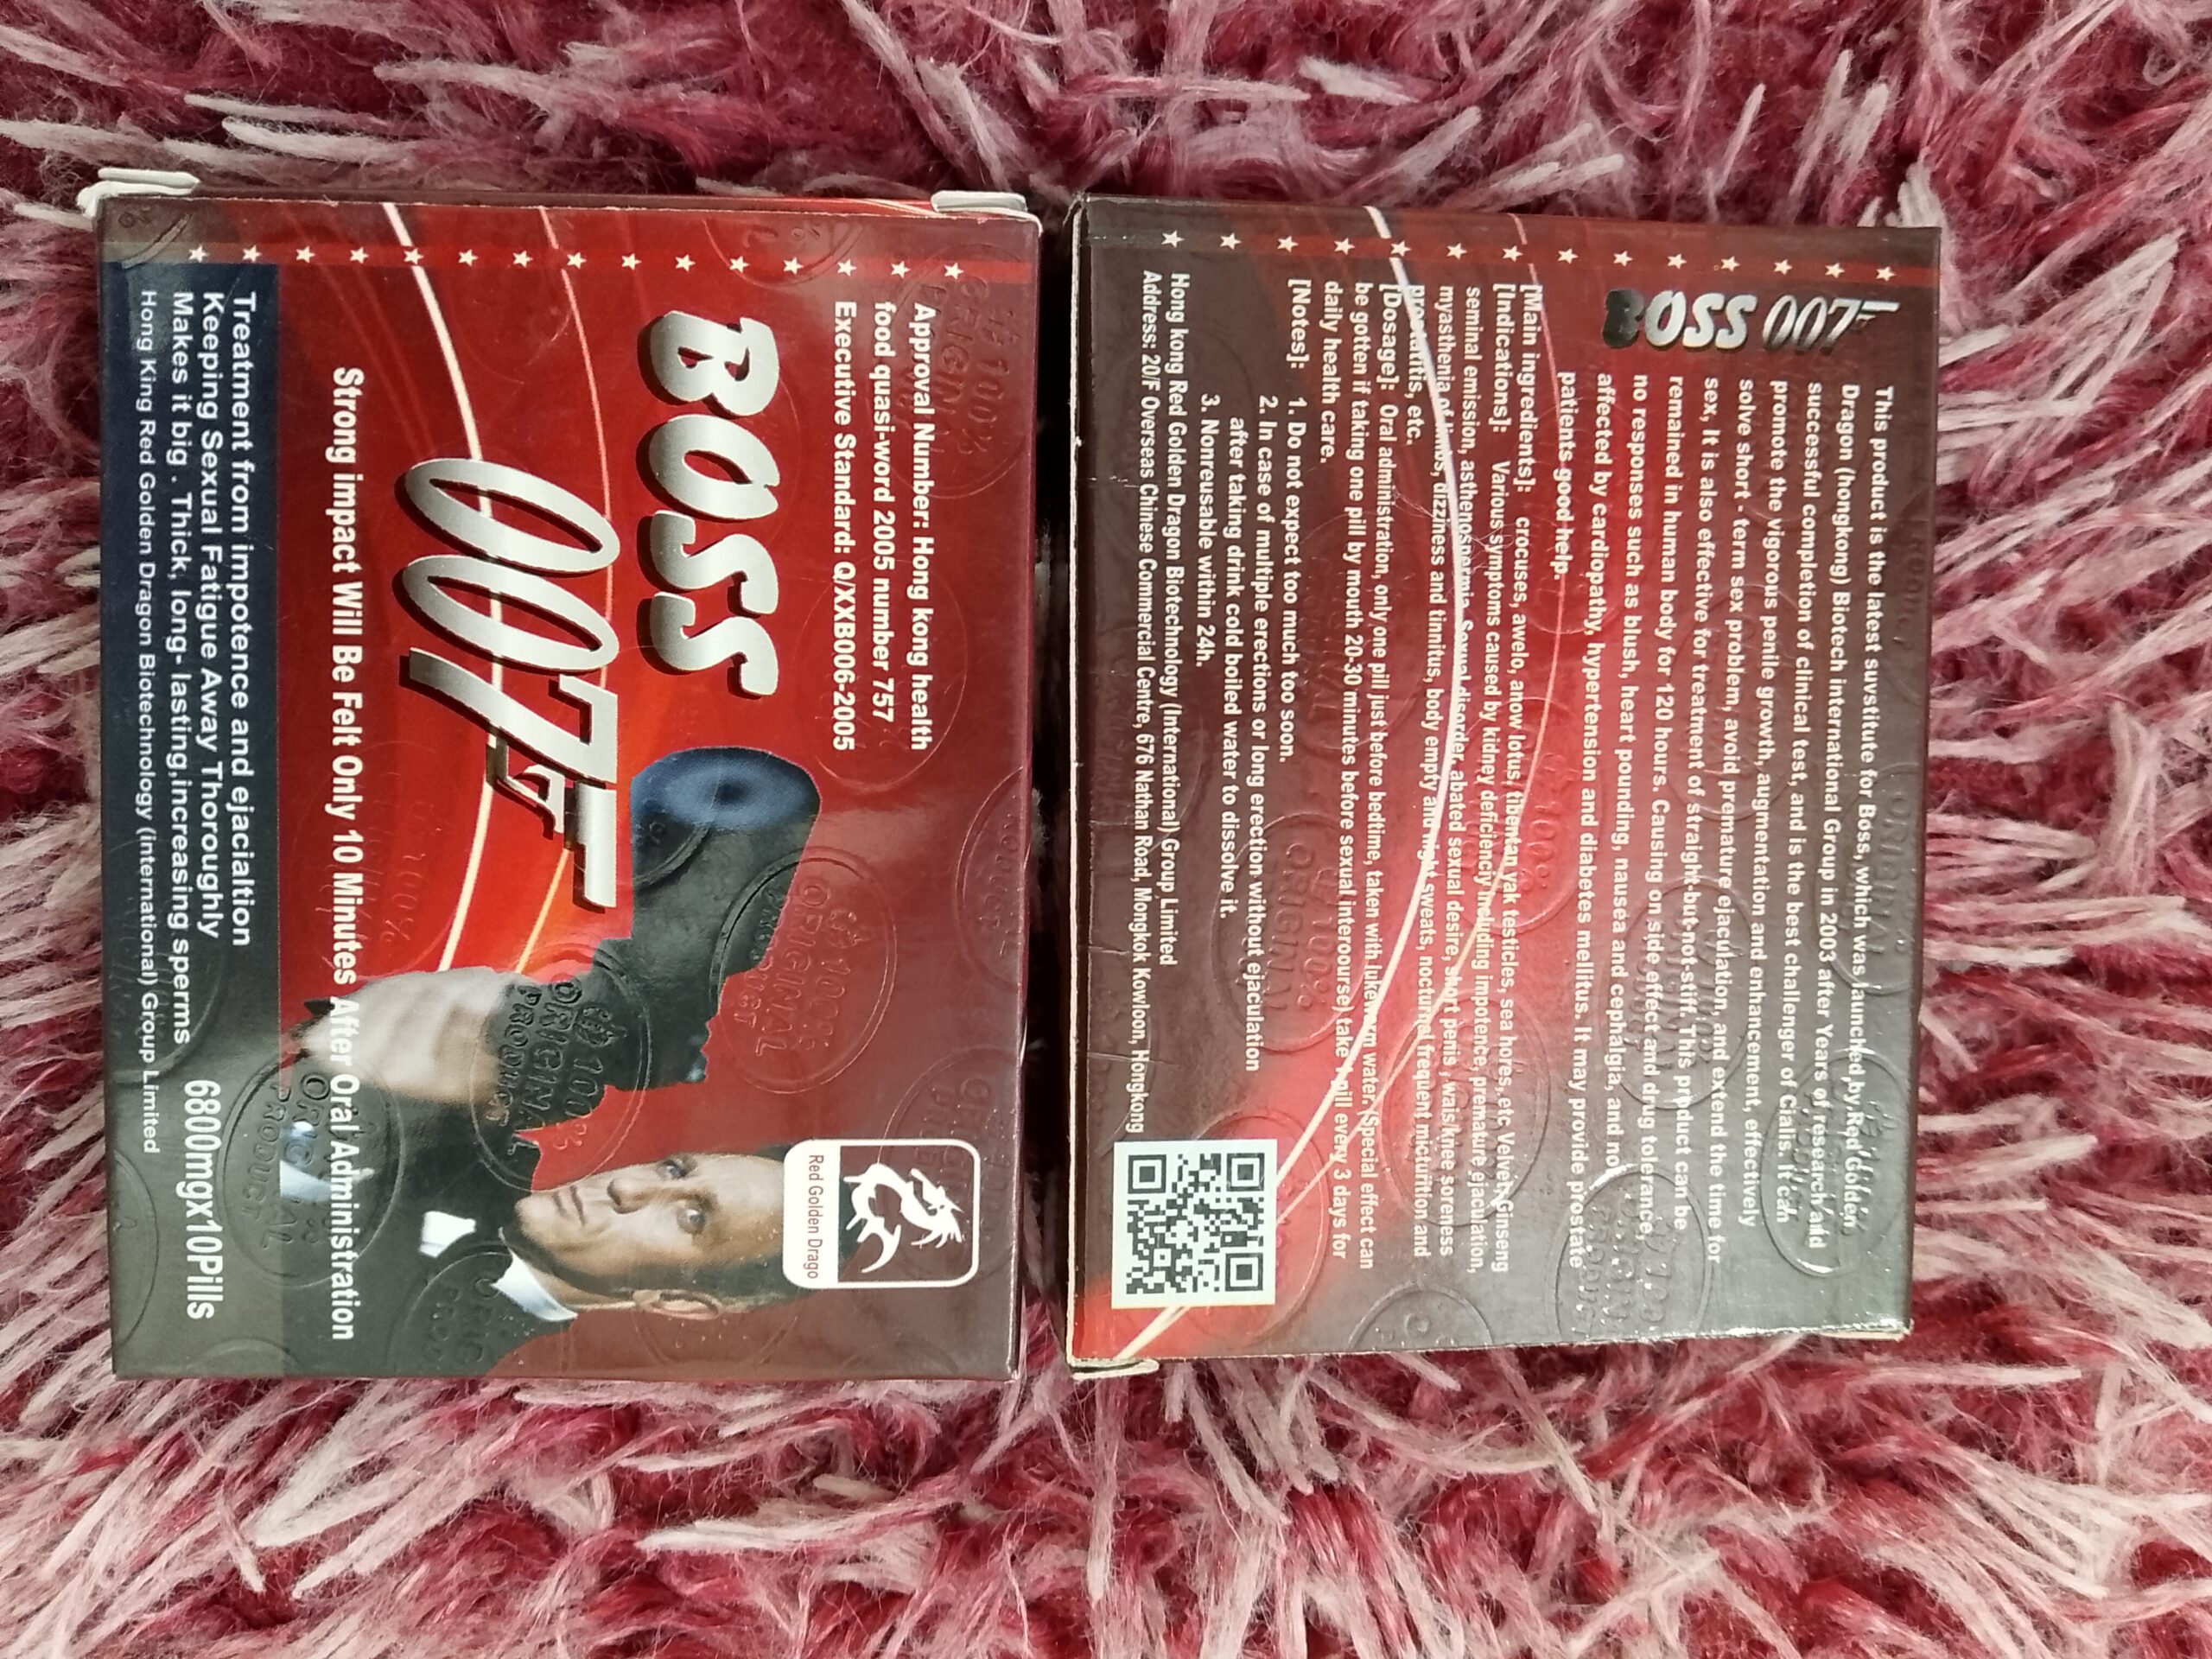 Approval Number: Hong kong health
food quasi-word 2005 number 757
Executive Standard: Q/XXB006-2005
Red Golden Drago
BOSS
007
Strong impact Will Be Felt Only 10 Minutes After Oral Administration
Treatment from impotence and ejacialtion
Keeping Sexual Fatigue Away Thoroughly
Makes it big . Thick, long- lasting,increasing sperms
6800mgx10Pills
Hong King Red Golden Dragon Biotechnology (international) Group Limited
100%
ORIGINAL
PRODUCT
BOSS 007
This product is the latest suvstitute for Boss, which was launched by Red Golden
Dragon (hongkong) Biotech international Group in 2003 after Years of research aid
successful completion of clinical test, and is the best challenger of Cialis. It can
promote the vigorous penile growth, augmentation and enhancement, effectively
solve short - term sex problem, avoid premature ejaculation, and extend the time for
sex, It is also effective for treatment of straight-but-not-stiff. This product can be
remained in human body for 120 hours. Causing on side effect and drug tolerance,
no responses such as blush, heart pounding, nausea and cephalgia, and not
affected by cardiopathy, hypertension and diabetes mellitus. It may provide prostate
patients good help.
[Main ingredients]: crocuses, awelo, anow lotus, tibentan yak testicles, sea hores, etc Velvet Ginseng
[Indications]: Various symptoms caused by kidney deficiency including impotence, premature ejaculation,
seminal emission, asthenospermia, Sexual disorder, abated sexual desire, short penis , waist knee soreness
myasthenia of dizziness and tinnitus, body empty and night sweats, nocturnal frequent micturition and
prostatitis, etc.
[Dosage]: Oral administration, only one pill just before bedtime, taken with lukewarm water, (Special effect can
be gotten if taking one pill by mouth 20-30 minutes before sexual interoourse) take 1 pill every 3 days for
daily health care.
[Notes]: 1. Do not expect too much too soon.
2. In case of multiple erections or long erection without ejaculation
after taking drink cold boiled water to dissolve it.
3. Nonreusable within 24h.
Hong kong Red Golden Dragon Biotechnology (International) Group Limited
Address: 20/F Overseas Chinese Commercial Centre, 676 Nathan Road, Mongkok Kowloon, Hongkong